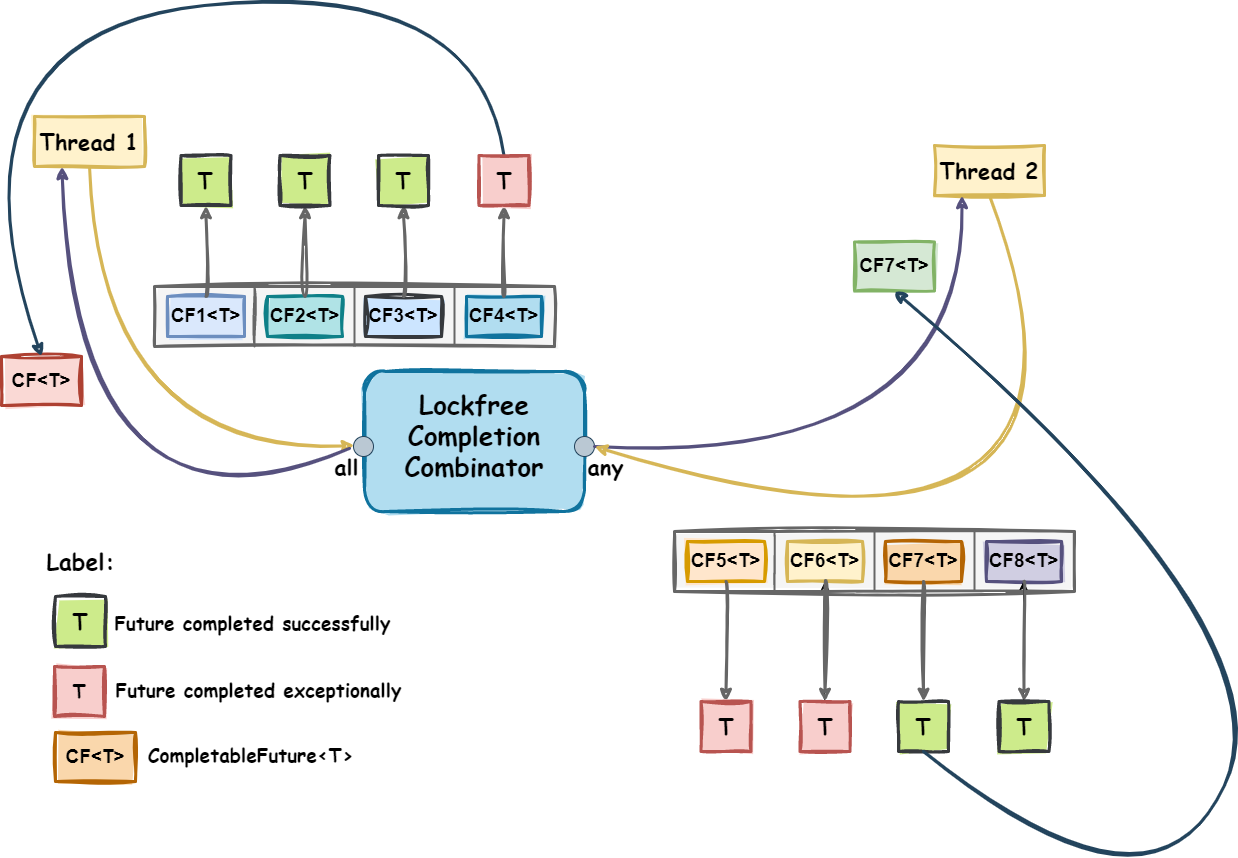 Thread 1
T
T
T
T
Thread 2
CF7<T>
CF1<T>
CF2<T>
CF3<T>
CF4<T>
CF<T>
Lockfree
Completion
Combinator
all
any
CF5<T>
CF6<T>
CF7<T>
CF8<T>
T
T
T
T
Label:
T
Future completed successfully
T
Future completed exceptionally
CF<T>
CompletableFuture<T>